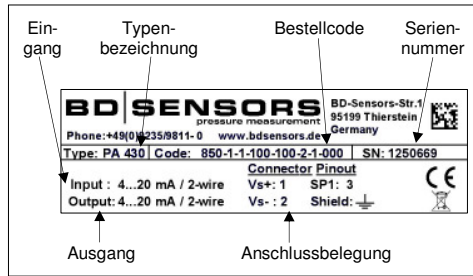 Ein-
gang
Typen-
bezeichnung
Bestellcode
Serien-
nummer
BD SENSORS
pressure measurement
BD-Sensors-Str.1
95199 Thierstein
Germany
Phone:+49(0)9235/9811- 0 www.bdsensors.de
Type: PA 430 Code: 850-1-1-100-100-2-1-000 SN: 1250669
Connector Pinout
Input : 4...20 mA / 2-wire Vs+: 1 SP1: 3
Output: 4...20 mA / 2-wire Vs- : 2 Shield:
CE
Ausgang
Anschlussbelegung